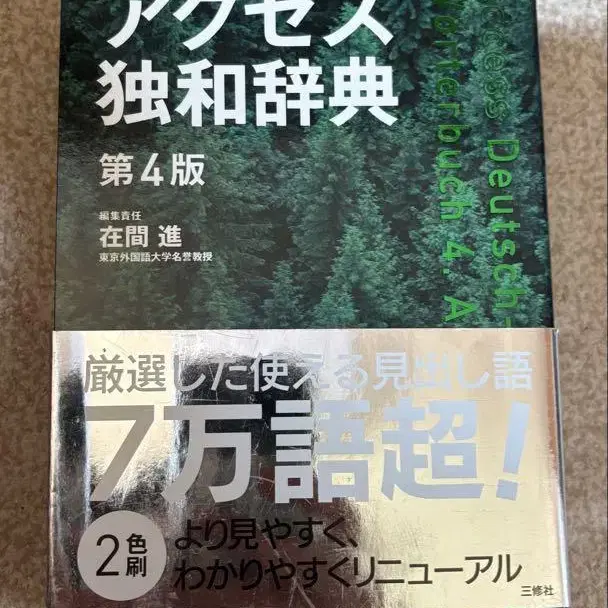 アクセス
独和辞典
第4版
編集責任
在間 進
東京外国語大学名誉教授
Access Deutsch-
Wörterbuch 4. A
厳選した使える見出し語
7万語超!
2色刷
より見やすく、
わかりやすくリニューアル
三修社